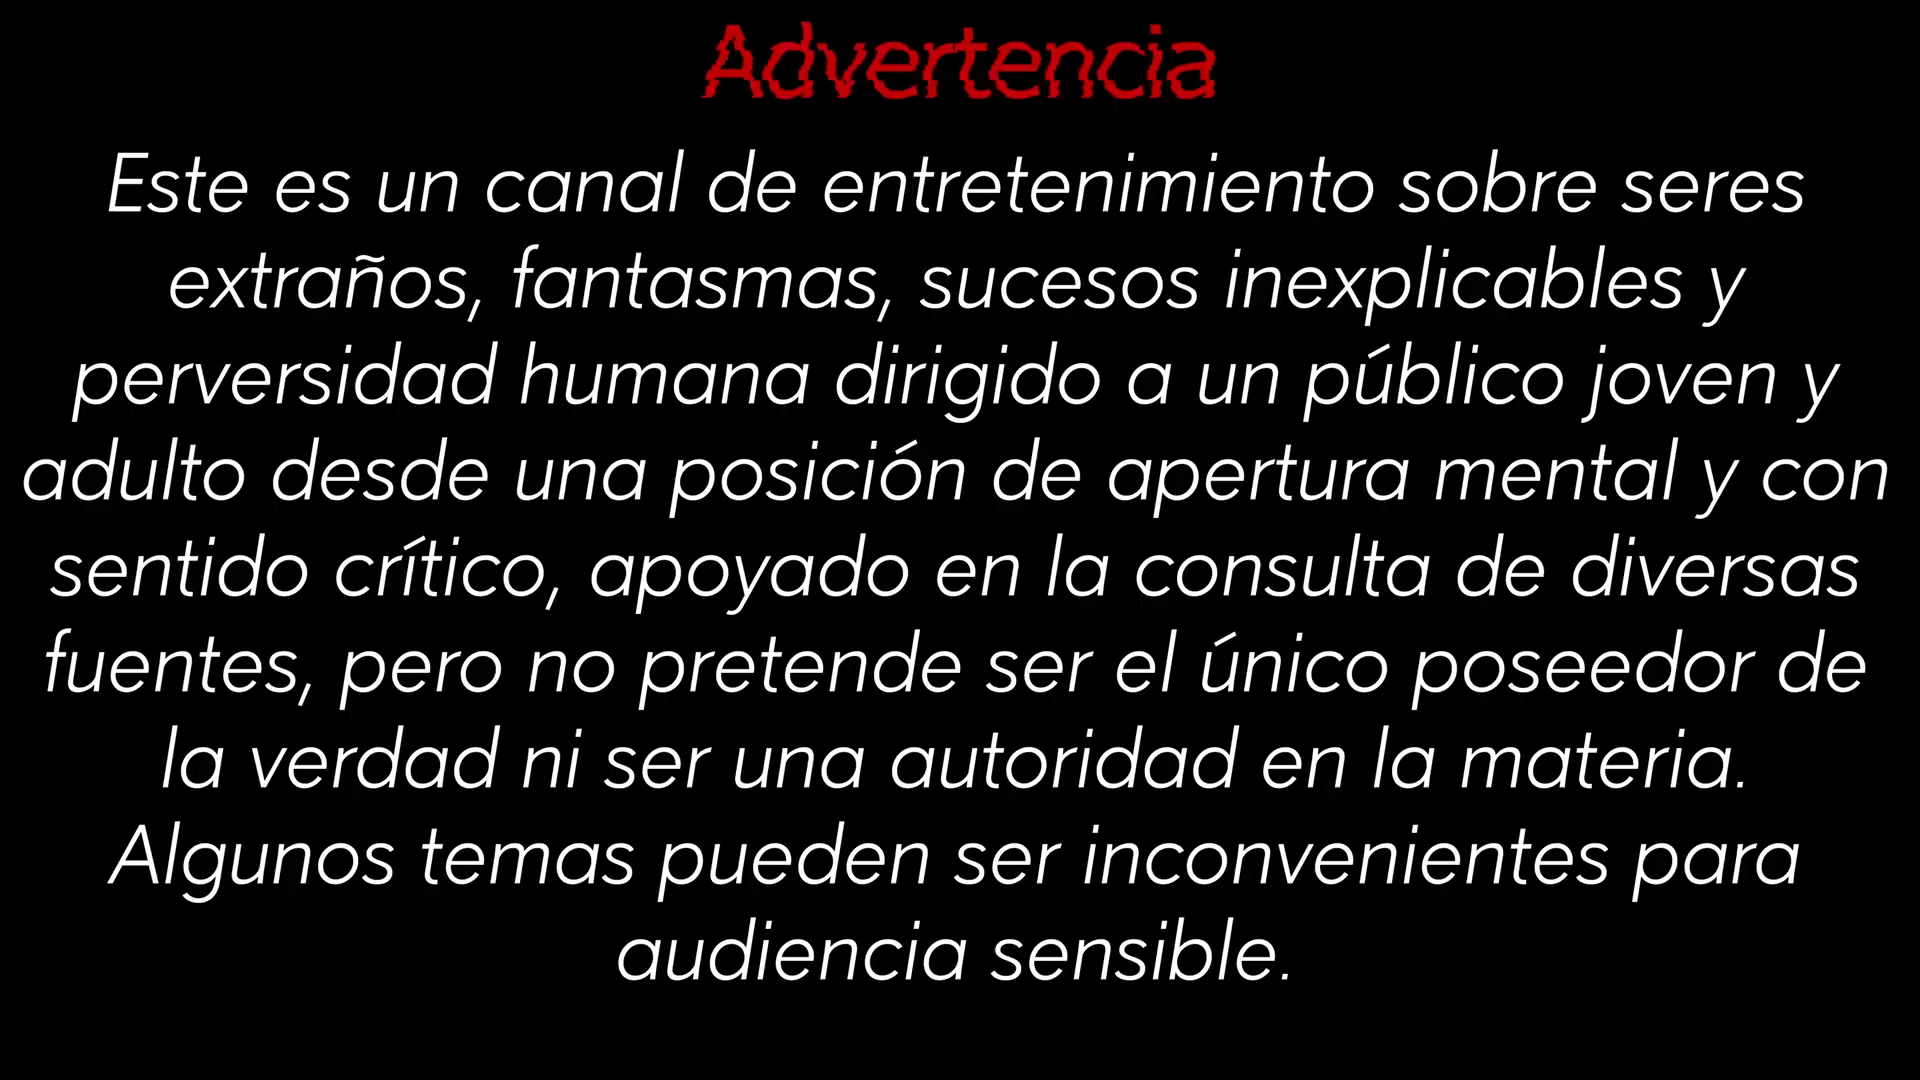 Advertencia
Este es un canal de entretenimiento sobre seres
extraños, fantasmas, sucesos inexplicables y
perversidad humana dirigido a un público joven y
adulto desde una posición de apertura mental y con
sentido crítico, apoyado en la consulta de diversas
fuentes, pero no pretende ser el único poseedor de
la verdad ni ser una autoridad en la materia.
Algunos temas pueden ser inconvenientes para
audiencia sensible.